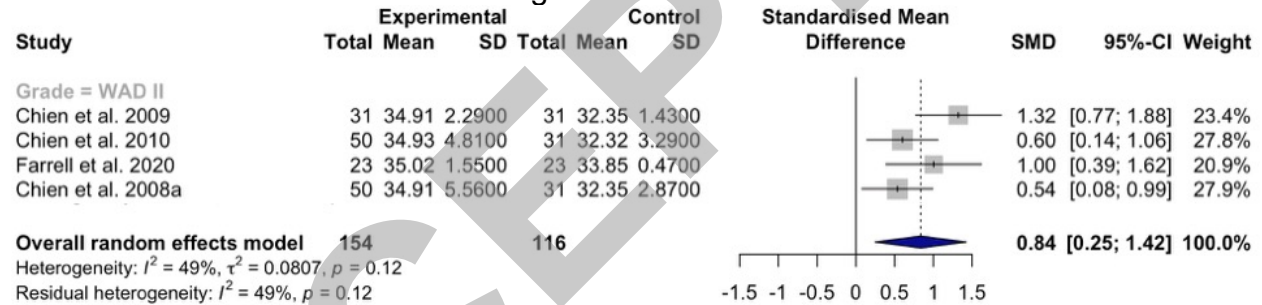 Experimental Control Standardised Mean
Study Total Mean SD Total Mean SD Difference SMD 95%-CI Weight
Grade = WAD II
Chien et al. 2009 31 34.91 2.2900 31 32.35 1.4300 1.32 [0.77; 1.88] 23.4%
Chien et al. 2010 50 34.93 4.8100 31 32.32 3.2900 0.60 [0.14; 1.06] 27.8%
Farrell et al. 2020 23 35.02 1.5500 23 33.85 0.4700 1.00 [0.39; 1.62] 20.9%
Chien et al. 2008a 50 34.91 5.5600 31 32.35 2.8700 0.54 [0.08; 0.99] 27.9%
Overall random effects model 154 116 0.84 [0.25; 1.42] 100.0%
Heterogeneity: I² = 49%, τ² = 0.0807, p = 0.12
Residual heterogeneity: I² = 49%, p = 0.12
-1.5 -1 -0.5 0 0.5 1 1.5